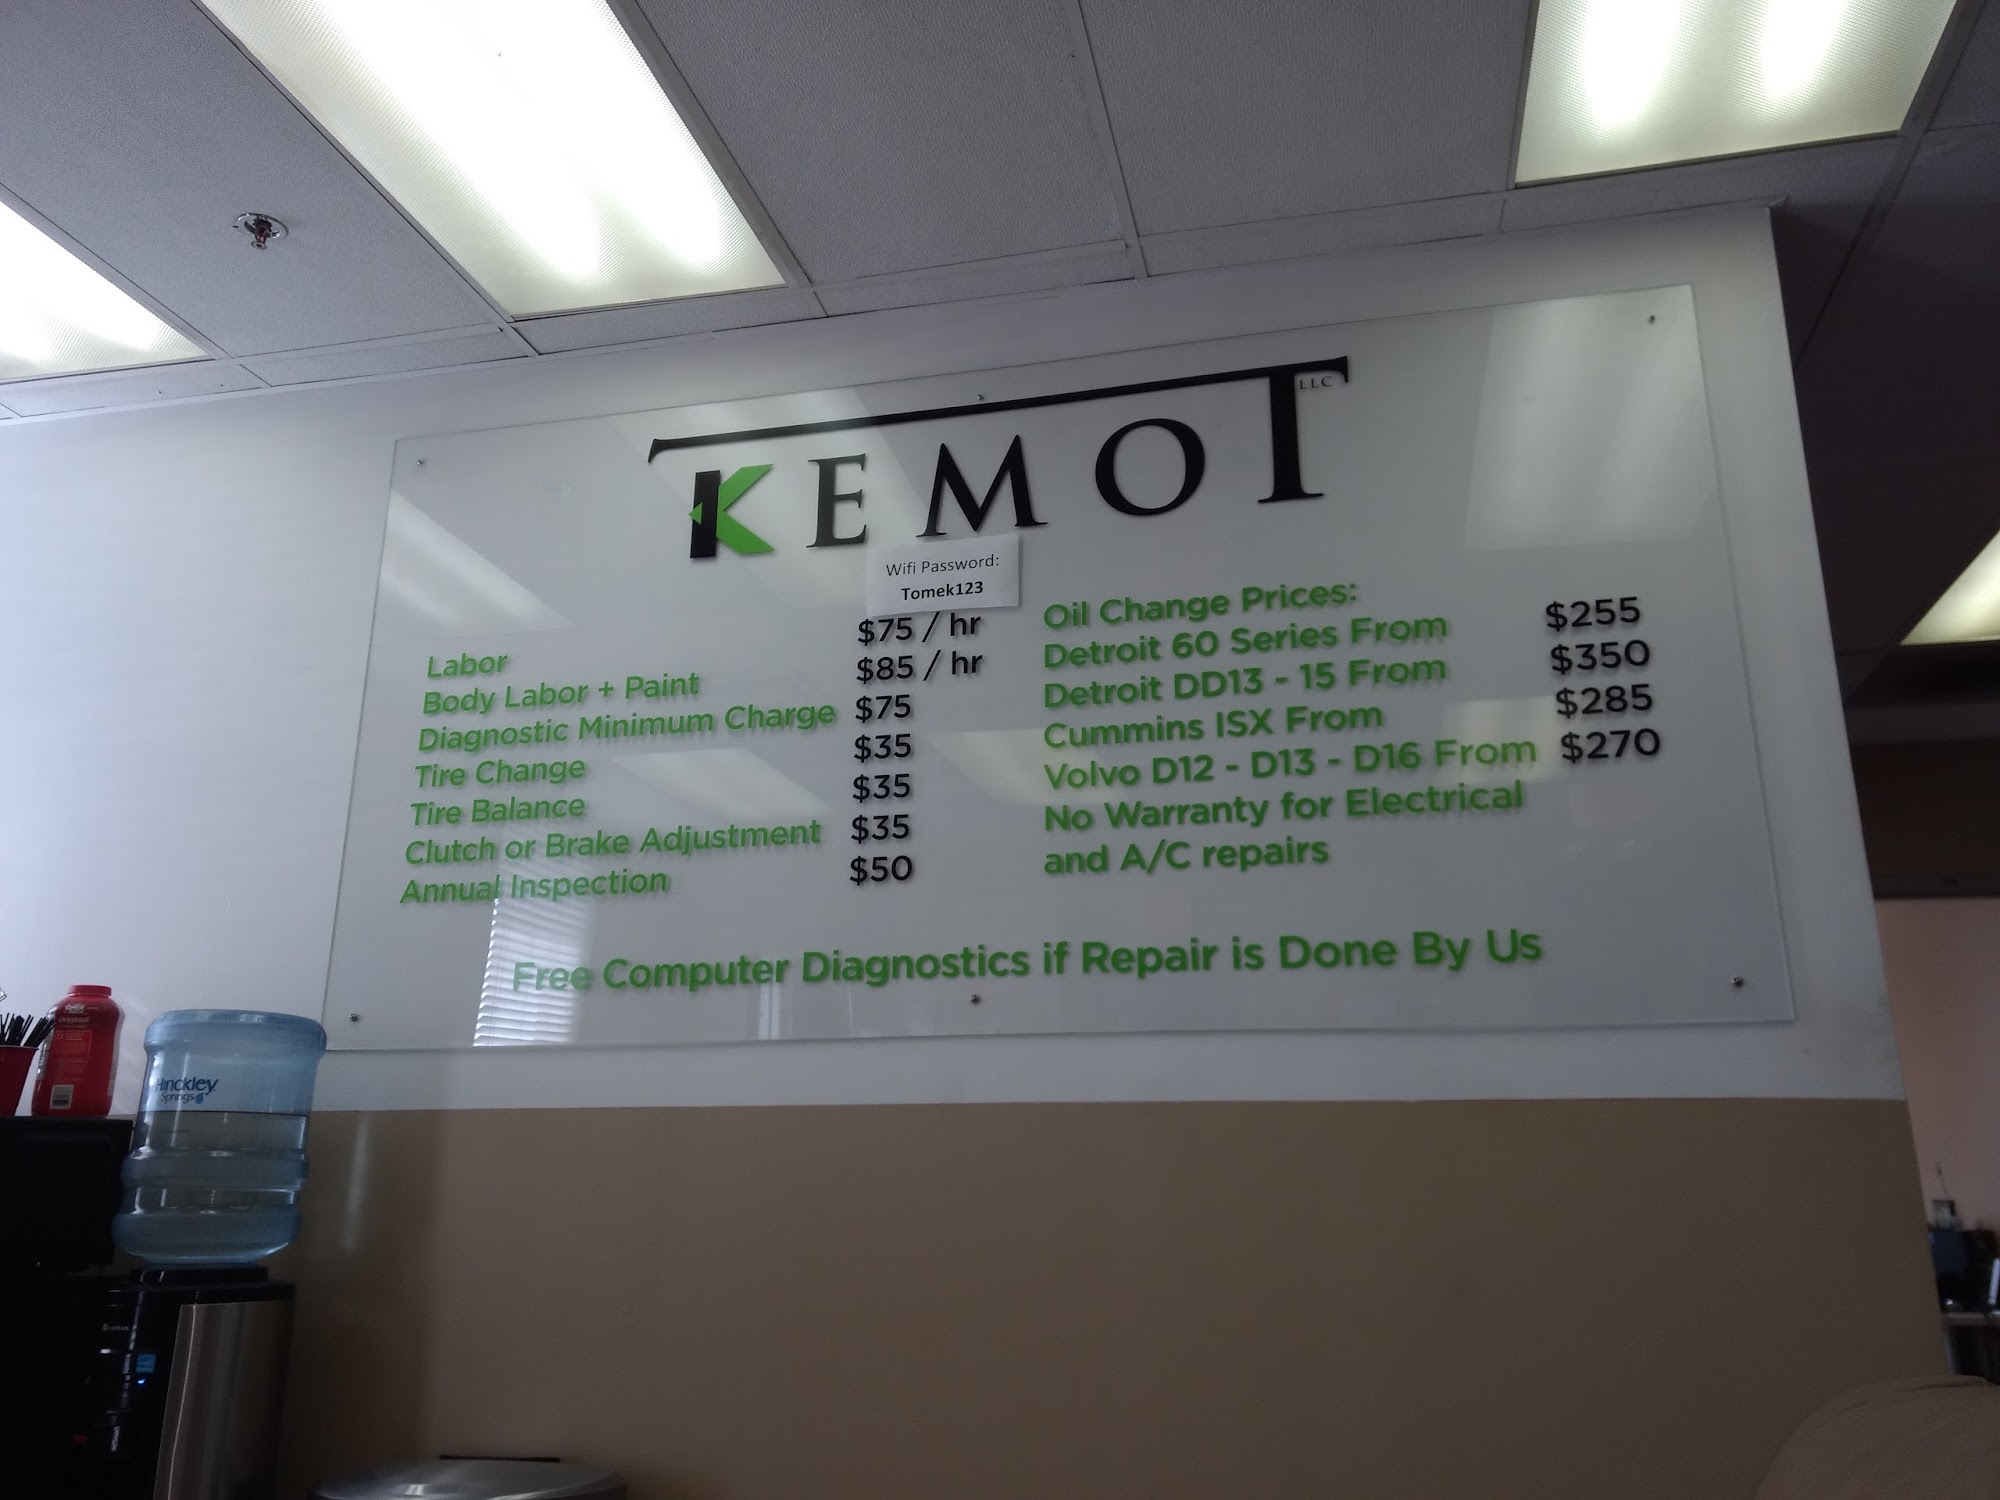 KEMOT LLC
Wifi Password:
Tomek123
Labor $75 / hr
Body Labor + Paint $85 / hr
Diagnostic Minimum Charge $75
Tire Change $35
Tire Balance $35
Clutch or Brake Adjustment $35
Annual Inspection $50
Oil Change Prices:
Detroit 60 Series From $255
Detroit DD13 - 15 From $350
Cummins ISX From $285
Volvo D12 - D13 - D16 From $270
No Warranty for Electrical
and A/C repairs
Free Computer Diagnostics if Repair is Done By Us
original
Hinckley
Springs